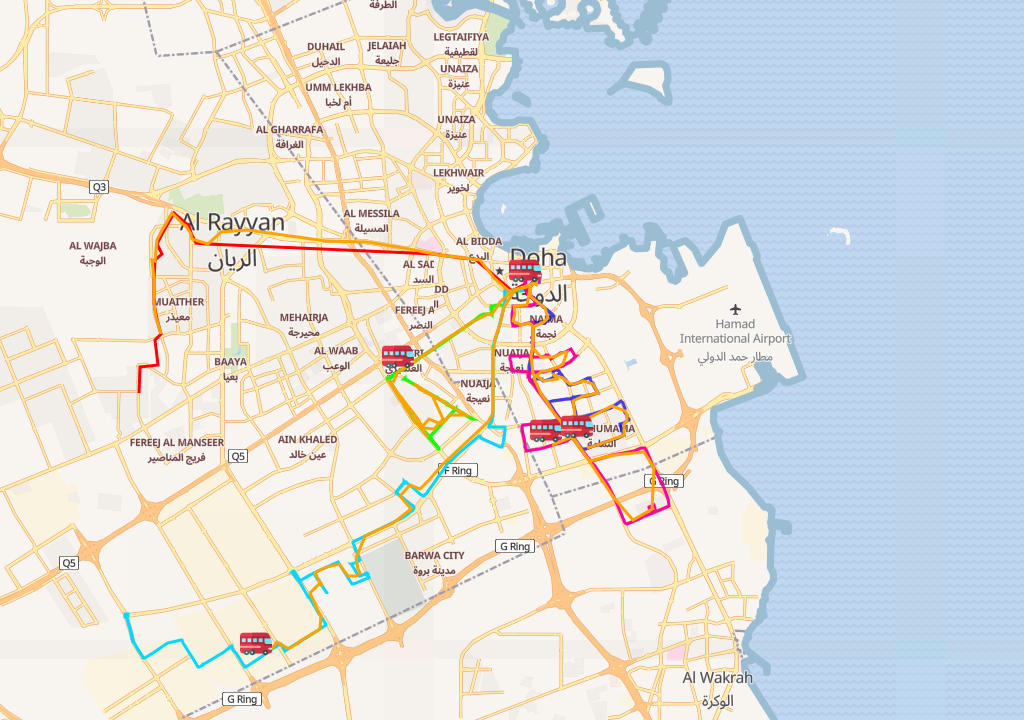 الطرفة
LEGTAIFIYA
لقطيفية
DUHAIL
الدحيل
JELAIAH
جليعة
UNAIZA
عنيزة
UMM LEKHBA
أم لخبا
UNAIZA
عنيزة
AL GHARRAFA
الغرافة
LEKHWAIR
لخوير
Q3
AL MESSILA
المسيلة
Al Rayyan
الريان
AL WAJBA
الوجبة
AL BIDDA
البدع
Doha
الدوحة
AL SAD
السد
DD
MUAITHER
معيذر
MEHAIRJA
محيرجة
FEREEJ A
النصر
NAJMA
نجمة
Hamad
International Airport
مطار حمد الدولي
AL WAAB
الوعب
BAAYA
بعيا
NUAIJA
نعيجة
NUAIJA
نعيجة
UMAMA
FEREEJ AL MANSEER
فريج المناصير
AIN KHALED
عين خالد
Q5
F Ring
G Ring
G Ring
BARWA CITY
مدينة بروة
Q5
Al Wakrah
الوكرة
G Ring